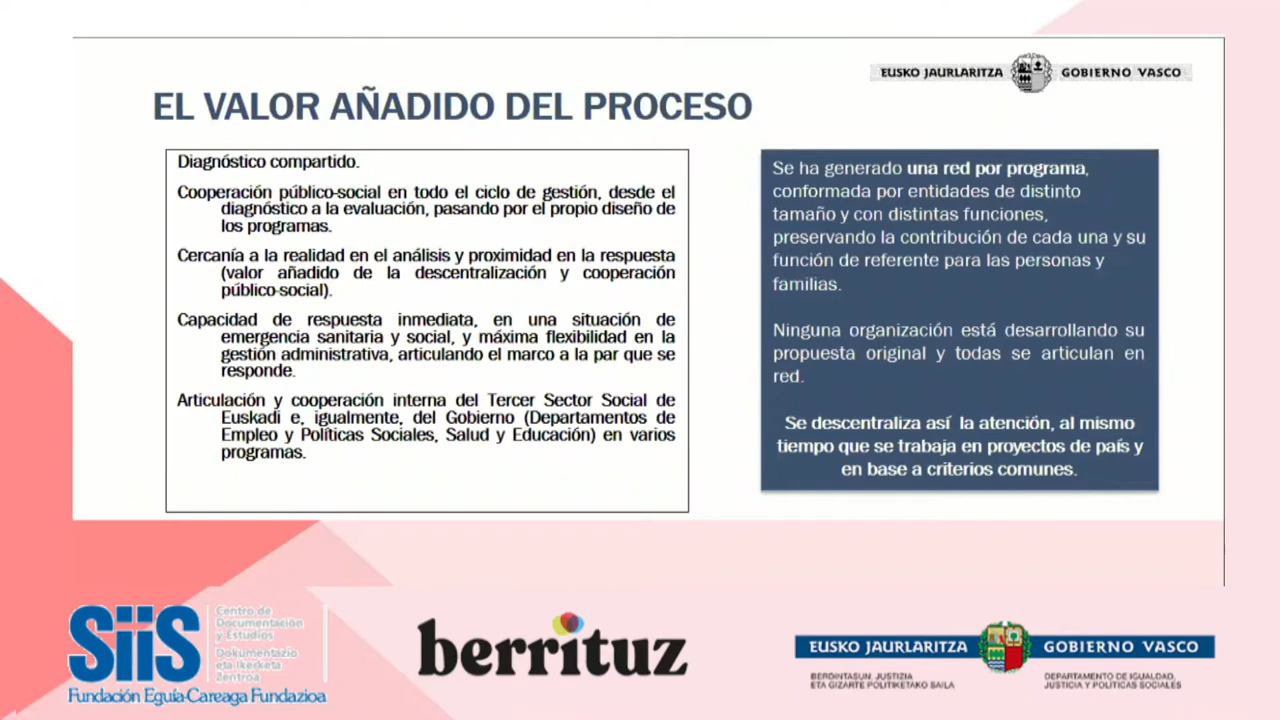 EUSKO JAURLARITZA
GOBIERNO VASCO
EL VALOR AÑADIDO DEL PROCESO
Diagnóstico compartido.
Cooperación público-social en todo el ciclo de gestión, desde el
diagnóstico a la evaluación, pasando por el propio diseño de
los programas.
Cercanía a la realidad en el análisis y proximidad en la respuesta
(valor añadido de la descentralización y cooperación
público-social).
Capacidad de respuesta inmediata, en una situación de
emergencia sanitaria y social, y máxima flexibilidad en la
gestión administrativa, articulando el marco a la par que se
responde.
Articulación y cooperación interna del Tercer Sector Social de
Euskadi e, igualmente, del Gobierno (Departamentos de
Empleo y Políticas Sociales, Salud y Educación) en varios
programas.
Se ha generado una red por programa,
conformada por entidades de distinto
tamaño y con distintas funciones,
preservando la contribución de cada una y su
función de referente para las personas y
familias.
Ninguna organización está desarrollando su
propuesta original y todas se articulan en
red.
Se descentraliza así la atención, al mismo
tiempo que se trabaja en proyectos de país y
en base a criterios comunes.
SiiS
Centro de
Documentación
y Estudios
Dokumentazio
eta Ikerketa
Zentroa
Fundación Eguía-Careaga Fundazioa
berrituz
EUSKO JAURLARITZA
GOBIERNO VASCO
BERDINTASUN, JUSTIZIA
ETA GIZARTE POLITIKETAKO SAILA
DEPARTAMENTO DE IGUALDAD,
JUSTICIA Y POLÍTICAS SOCIALES